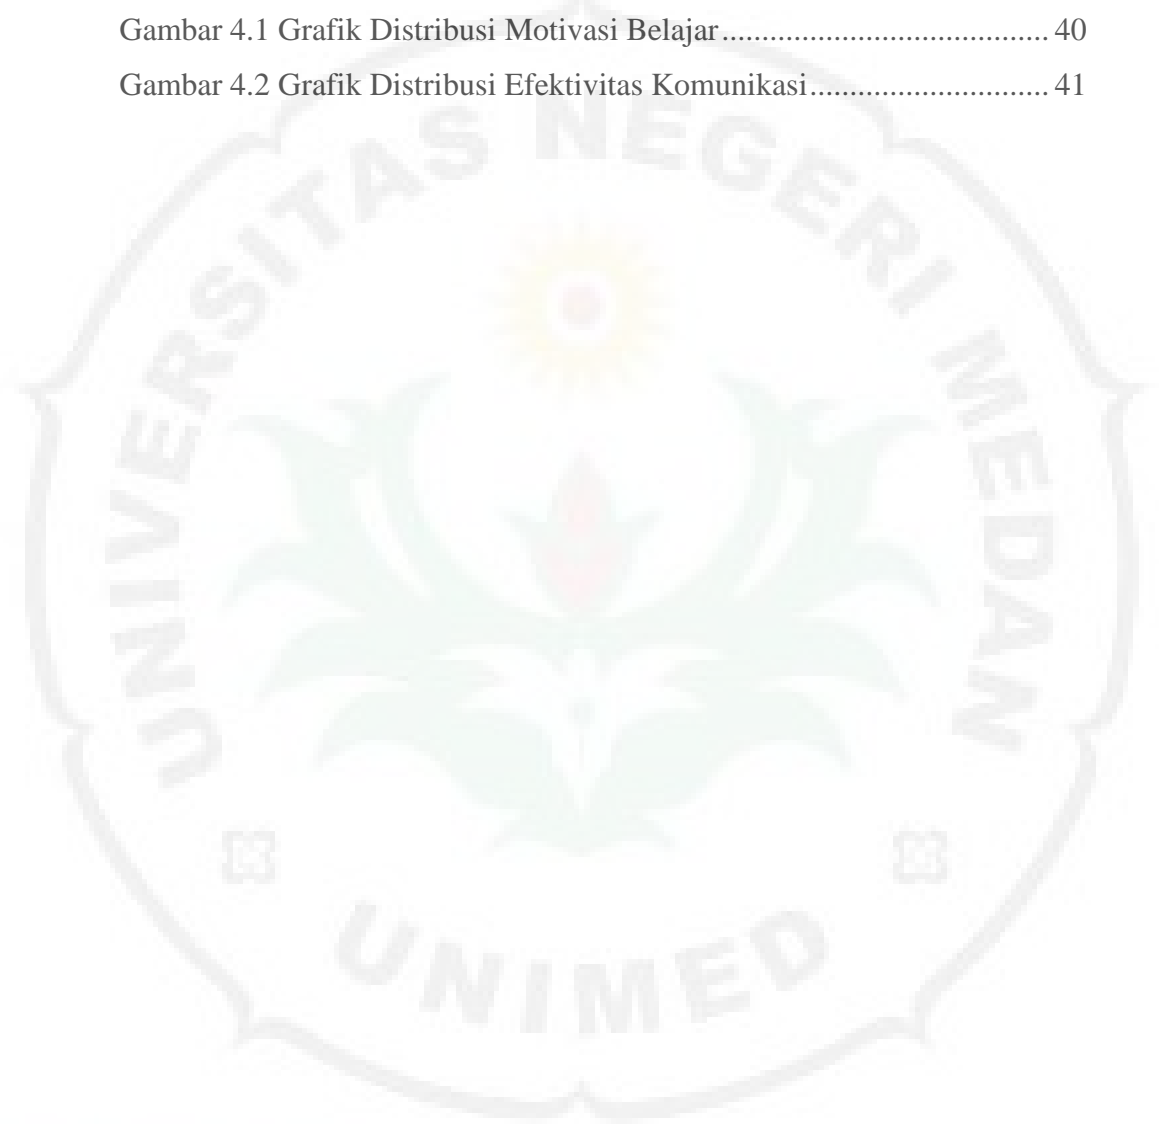 Gambar 4.1 Grafik Distribusi Motivasi Belajar......................................... 40
Gambar 4.2 Grafik Distribusi Efektivitas Komunikasi.............................. 41
UNIVERSITAS NEGERI MEDAN
UNIMED